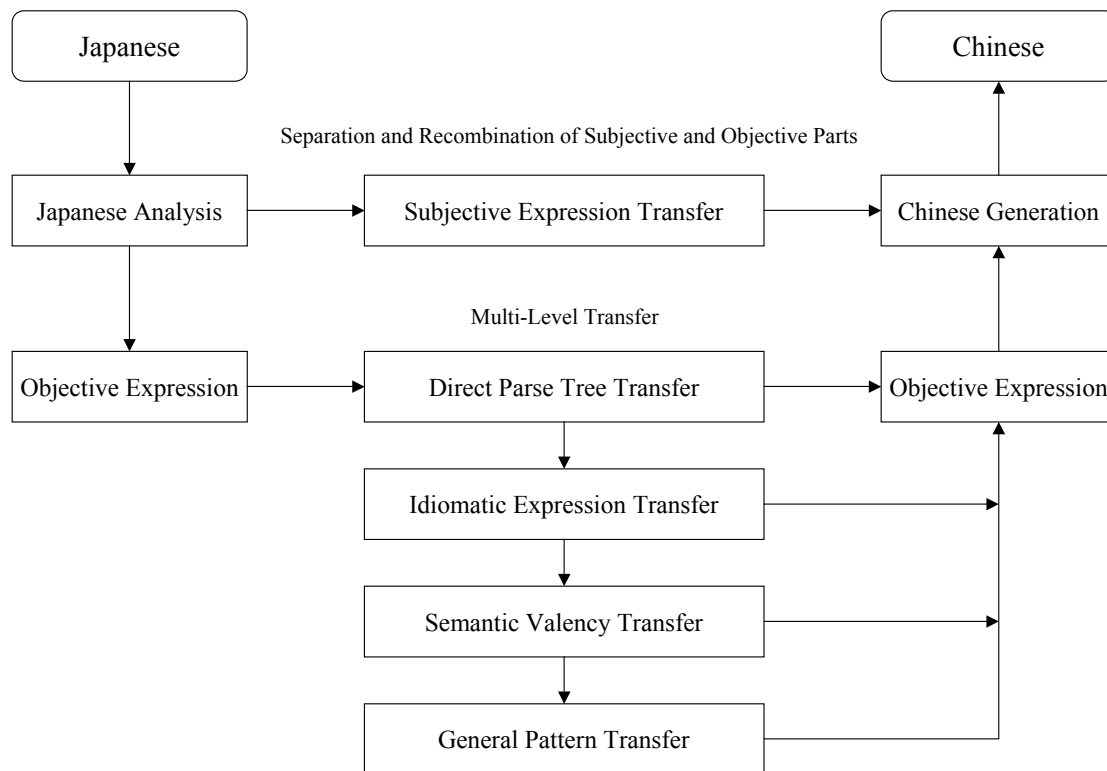 Japanese
Chinese
Separation and Recombination of Subjective and Objective Parts
Japanese Analysis
Subjective Expression Transfer
Chinese Generation
Multi-Level Transfer
Objective Expression
Direct Parse Tree Transfer
Objective Expression
Idiomatic Expression Transfer
Semantic Valency Transfer
General Pattern Transfer